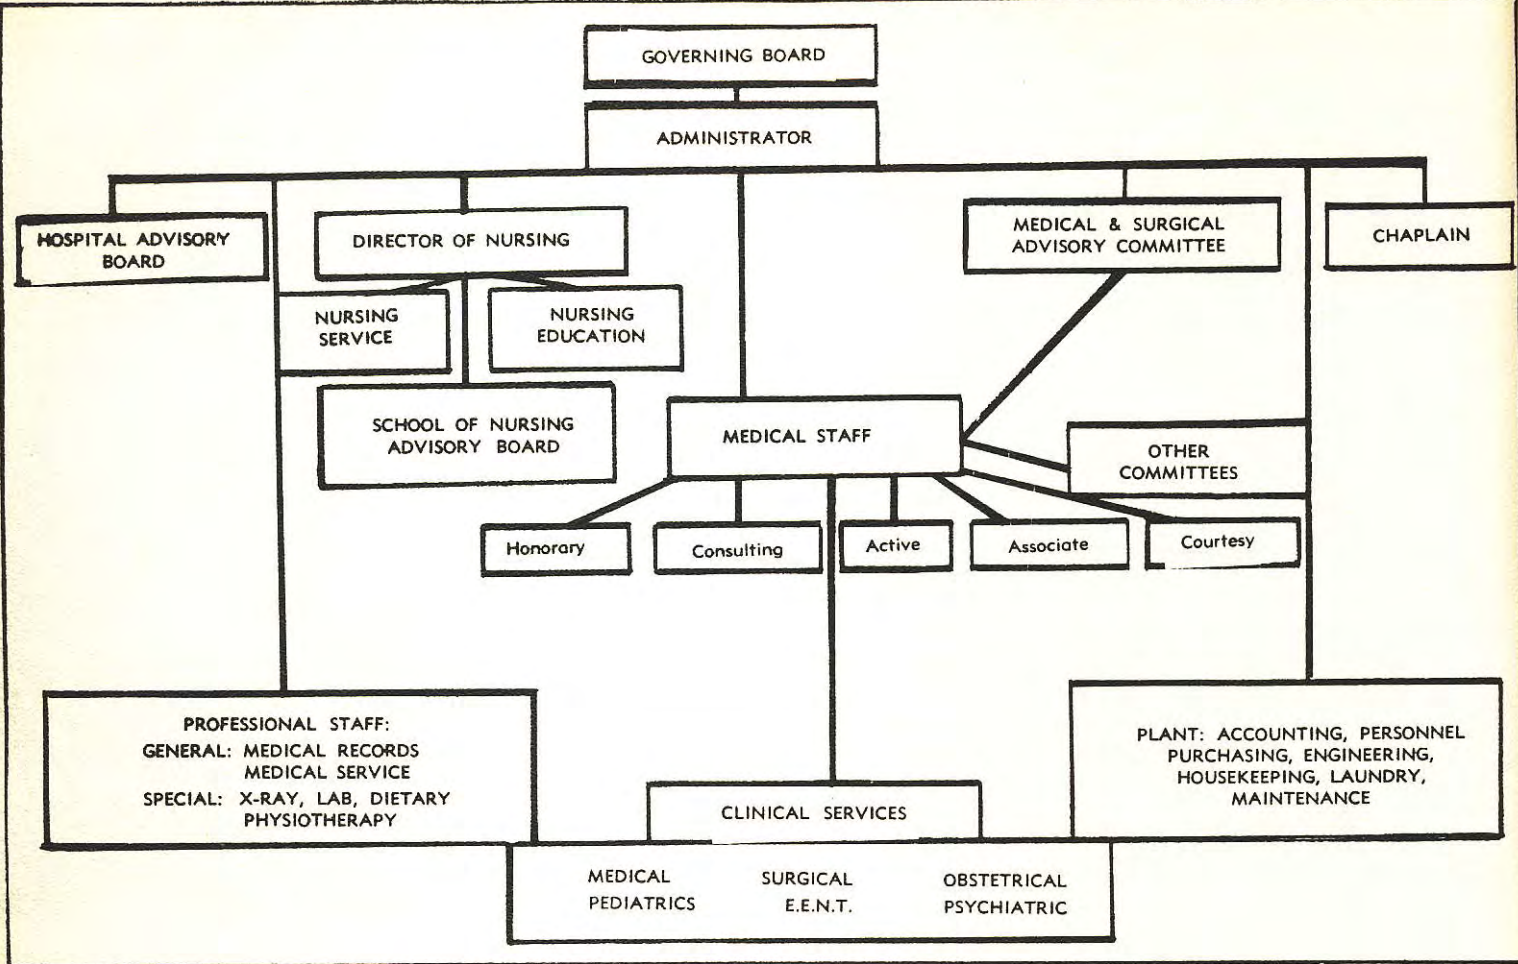 GOVERNING BOARD
ADMINISTRATOR
HOSPITAL ADVISORY
BOARD
DIRECTOR OF NURSING
MEDICAL & SURGICAL
ADVISORY COMMITTEE
CHAPLAIN
NURSING
SERVICE
NURSING
EDUCATION
SCHOOL OF NURSING
ADVISORY BOARD
MEDICAL STAFF
OTHER
COMMITTEES
Honorary
Consulting
Active
Associate
Courtesy
PROFESSIONAL STAFF:
GENERAL: MEDICAL RECORDS
MEDICAL SERVICE
SPECIAL: X-RAY, LAB, DIETARY
PHYSIOTHERAPY
PLANT: ACCOUNTING, PERSONNEL
PURCHASING, ENGINEERING,
HOUSEKEEPING, LAUNDRY,
MAINTENANCE
CLINICAL SERVICES
MEDICAL SURGICAL OBSTETRICAL
PEDIATRICS E.E.N.T. PSYCHIATRIC